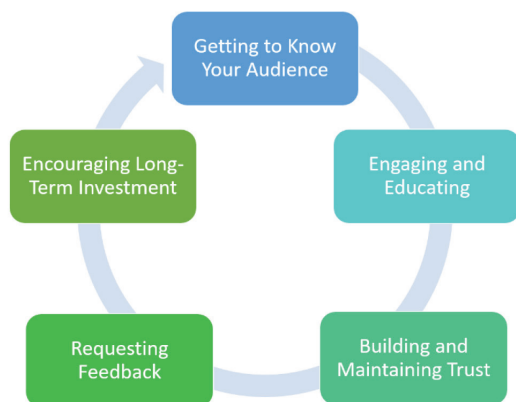 Getting to Know
Your Audience
Engaging and
Educating
Building and
Maintaining Trust
Requesting
Feedback
Encouraging Long-
Term Investment